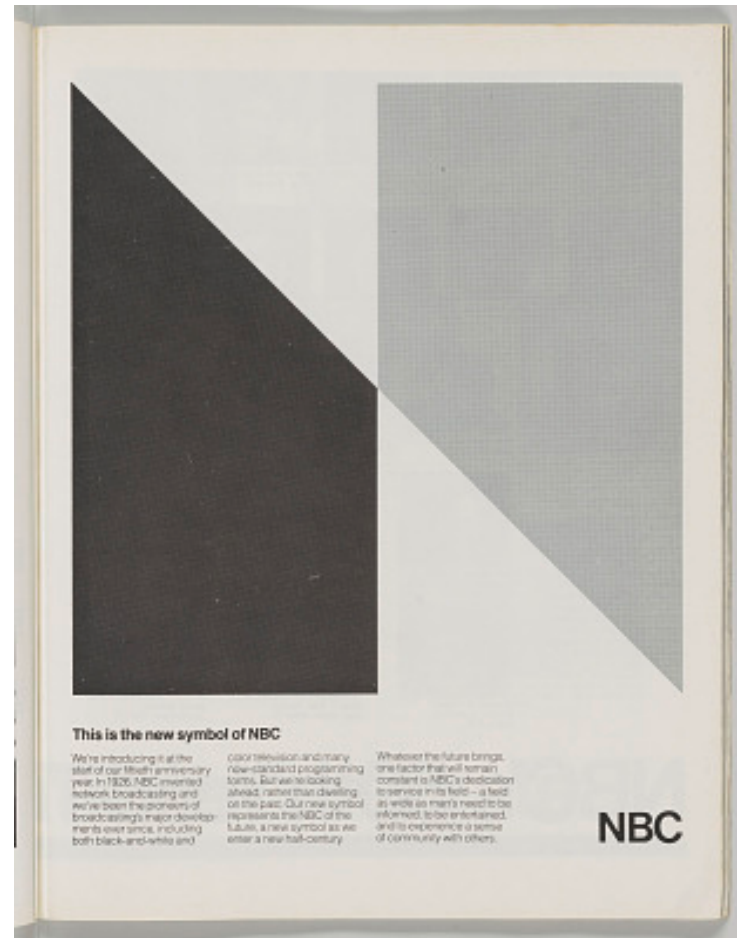 This is the new symbol of NBC
We're introducing it at the
start of our fiftieth anniversary
year. In 1926, NBC invented
network broadcasting and
we've been the pioneers of
broadcasting's major develop-
ments ever since, including
both black-and-white and
color television and many
now-standard programming
forms. But we're looking
ahead, rather than dwelling
on the past. Our new symbol
represents the NBC of the
future, a new symbol as we
enter a new half-century.
Whatever the future brings,
one factor that will remain
constant is NBC's dedication
to service in its field – a field
as wide as man's need to be
informed, to be entertained,
and to experience a sense
of community with others.
NBC